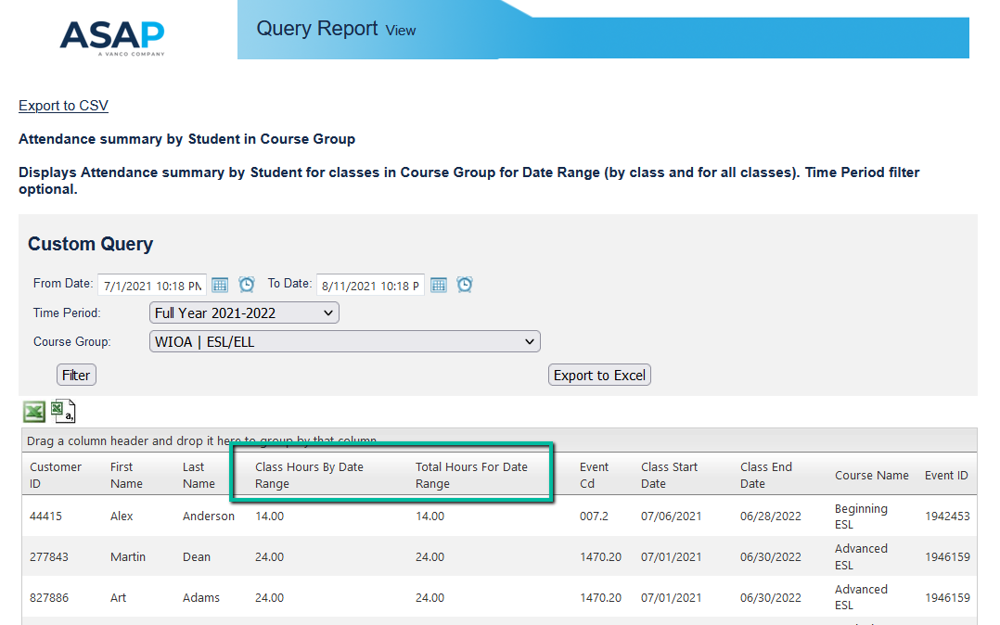 ASAP
A VANCO COMPANY
Query Report View
Export to CSV
Attendance summary by Student in Course Group
Displays Attendance summary by Student for classes in Course Group for Date Range (by class and for all classes). Time Period filter
optional.
Custom Query
From Date: 7/1/2021 10:18 PM To Date: 8/11/2021 10:18 P
Time Period: Full Year 2021-2022
Course Group: WIOA | ESL/ELL
Filter Export to Excel
a,
Drag a column header and drop it here to group by that column
Customer First Last Class Hours By Date Total Hours For Date Event Class Start Class End Course Name Event ID
ID Name Name Range Range Cd Date Date
44415 Alex Anderson 14.00 14.00 007.2 07/06/2021 06/28/2022 Beginning ESL 1942453
277843 Martin Dean 24.00 24.00 1470.20 07/01/2021 06/30/2022 Advanced ESL 1946159
827886 Art Adams 24.00 24.00 1470.20 07/01/2021 06/30/2022 Advanced ESL 1946159